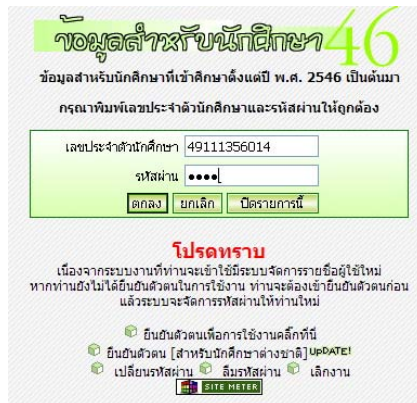 ข้อมูลสำหรับนักศึกษา 46
ข้อมูลสำหรับนักศึกษาที่เข้าศึกษาตั้งแต่ปี พ.ศ. 2546 เป็นต้นมา
กรุณาพิมพ์เลขประจำตัวนักศึกษาและรหัสผ่านให้ถูกต้อง
เลขประจำตัวนักศึกษา 49111356014
รหัสผ่าน ●●●●
ตกลง ยกเลิก ปิดรายการนี้
โปรดทราบ
เนื่องจากระบบงานที่ท่านจะเข้าใช้มีระบบจัดการรายชื่อผู้ใช้ใหม่
หากท่านยังไม่ได้ยืนยันตัวตนในการใช้งาน ท่านจะต้องเข้ายืนยันตัวตนก่อน
แล้วระบบจะจัดการรหัสผ่านให้ท่านใหม่
ยืนยันตัวตนเพื่อการใช้งานคลิ๊กที่นี่
ยืนยันตัวตน [สำหรับนักศึกษาต่างชาติ] UPDATE!
เปลี่ยนรหัสผ่าน ลืมรหัสผ่าน เลิกงาน
SITE METER